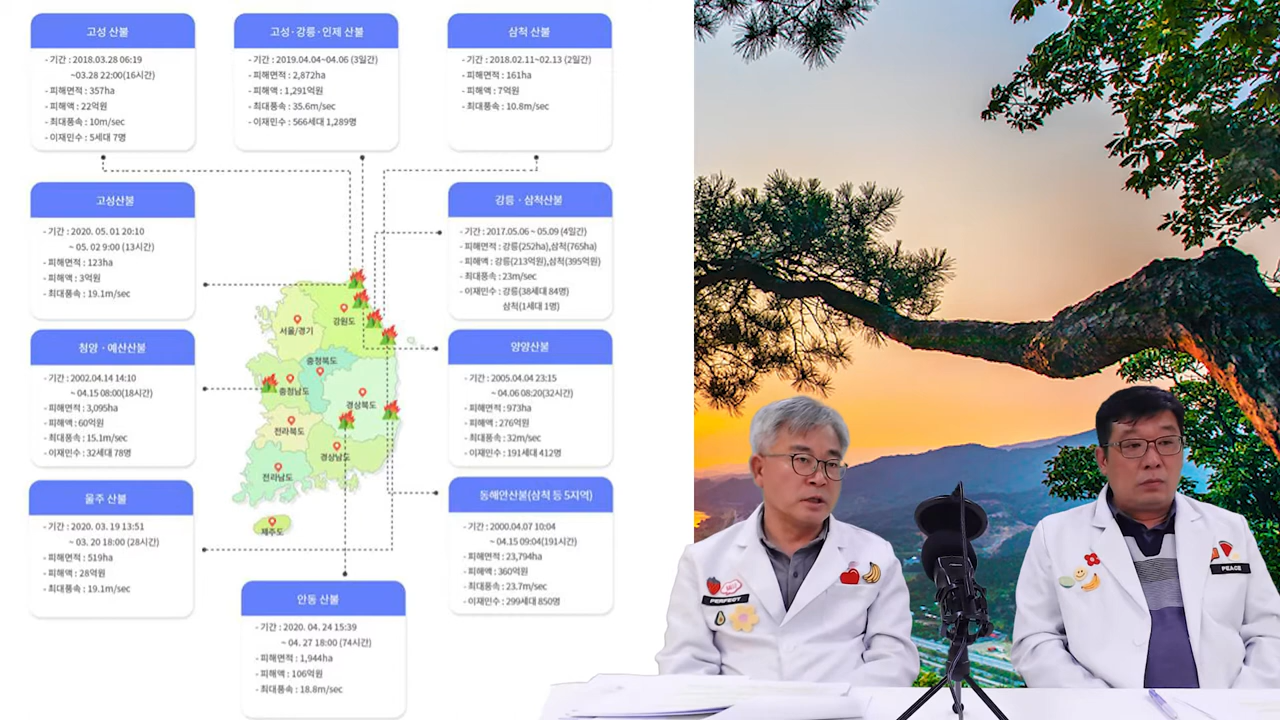 고성 산불
- 기간 : 2018.03.28 06:19
~03.28 22:00(16시간)
- 피해면적 : 357ha
- 피해액 : 22억원
- 최대풍속 : 10m/sec
- 이재민수 : 5세대 7명
고성·강릉·인제 산불
- 기간 : 2019.04.04~04.06 (3일간)
- 피해면적 : 2,872ha
- 피해액 : 1,291억원
- 최대풍속 : 35.6m/sec
- 이재인수 : 566세대 1,289명
삼척 산불
- 기간 : 2018.02.11~02.13 (2일간)
- 피해면적 : 161ha
- 피해액 : 7억원
- 최대풍속 : 10.8m/sec
고성산불
- 기간 : 2020. 05. 01 20:10
~ 05. 02 9:00 (13시간)
- 피해면적 : 123ha
- 피해액 : 3억원
- 최대풍속 : 19.1m/sec
강릉 · 삼척산불
- 기간 : 2017.05.06 ~ 05.09 (4일간)
- 피해면적 : 강릉(252ha),삼척(765ha)
- 피해액 : 강릉(213억원),삼척(395억원)
- 최대풍속 : 23m/sec
- 이재인수 : 강릉(38세대 84명)
삼척(1세대 1명)
청양 · 예산산불
- 기간 : 2002.04.14 14:10
~ 04.15 08:00(18시간)
- 피해면적 : 3,095ha
- 피해액 : 60억원
- 최대풍속 : 15.1m/sec
- 이재인수 : 32세대 78명
양양산불
- 기간 : 2005.04.04 23:15
~ 04.06 08:20(32시간)
- 피해면적 : 973ha
- 피해액 : 276억원
- 최대풍속 : 32m/sec
- 이재인수 : 191세대 412명
울주 산불
- 기간 : 2020. 03. 19 13:51
~ 03. 20 18:00 (28시간)
- 피해면적 : 519ha
- 피해액 : 28억원
- 최대풍속 : 19.1m/sec
동해안산불(삼척 등 5지역)
- 기간 : 2000.04.07 10:04
~ 04.15 09:04(191시간)
- 피해면적 : 23,794ha
- 피해액 : 360억원
- 최대풍속 : 23.7m/sec
- 이재인수 : 299세대 850명
안동 산불
- 기간 : 2020. 04. 24 15:39
~ 04. 27 18:00 (74시간)
- 피해면적 : 1,944ha
- 피해액 : 106억원
- 최대풍속 : 18.8m/sec
서울/경기
강원도
충청북도
충청남도
경상북도
전라북도
경상남도
전라남도
제주도
PERFECT
PEACE